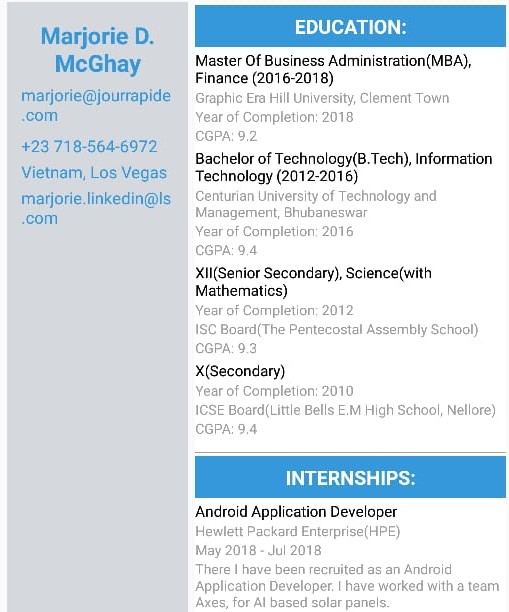 Marjorie D.
McGhay
marjorie@jourrapide
.com
+23 718-564-6972
Vietnam, Los Vegas
marjorie.linkedin@ls
.com
EDUCATION:
Master Of Business Administration(MBA),
Finance (2016-2018)
Graphic Era Hill University, Clement Town
Year of Completion: 2018
CGPA: 9.2
Bachelor of Technology(B.Tech), Information
Technology (2012-2016)
Centurian University of Technology and
Management, Bhubaneswar
Year of Completion: 2016
CGPA: 9.4
XII(Senior Secondary), Science(with
Mathematics)
Year of Completion: 2012
ISC Board(The Pentecostal Assembly School)
CGPA: 9.3
X(Secondary)
Year of Completion: 2010
ICSE Board(Little Bells E.M High School, Nellore)
CGPA: 9.4
INTERNSHIPS:
Android Application Developer
Hewlett Packard Enterprise(HPE)
May 2018 - Jul 2018
There I have been recruited as an Android
Application Developer. I have worked with a team
Axes, for AI based solar panels.